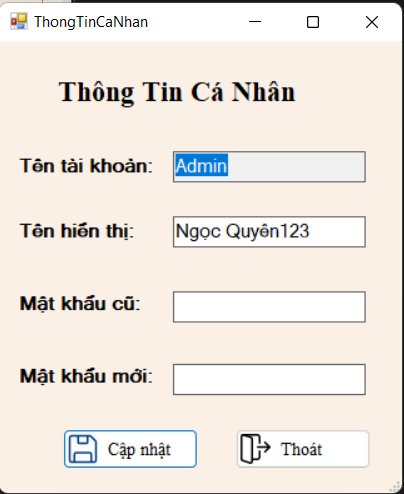 ThongTinCaNhan
Thông Tin Cá Nhân
Tên tài khoản: Admin
Tên hiển thị: Ngọc Quyên123
Mật khẩu cũ:
Mật khẩu mới:
Cập nhật Thoát